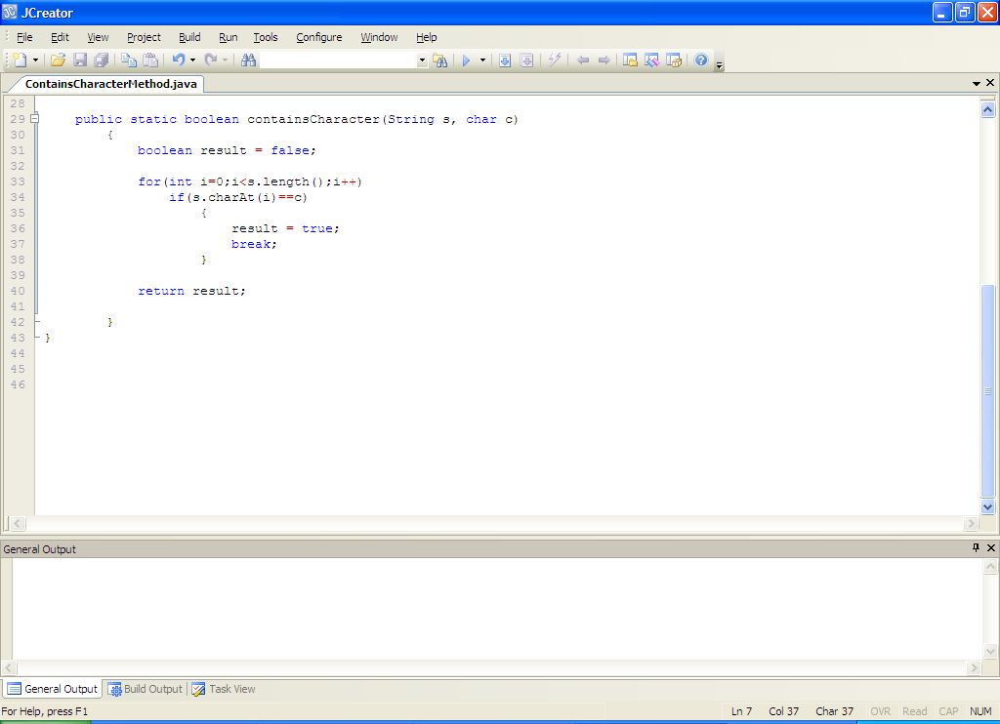 JCreator
File Edit View Project Build Run Tools Configure Window Help
ContainsCharacterMethod.java
28
29 public static boolean containsCharacter(String s, char c)
30 {
31 boolean result = false;
32
33 for(int i=0;i<s.length();i++)
34 if(s.charAt(i)==c)
35 {
36 result = true;
37 break;
38 }
39
40 return result;
41
42 }
43 }
44
45
46
General Output
General Output Build Output Task View
For Help, press F1 Ln 7 Col 37 Char 37 OVR Read CAP NUM